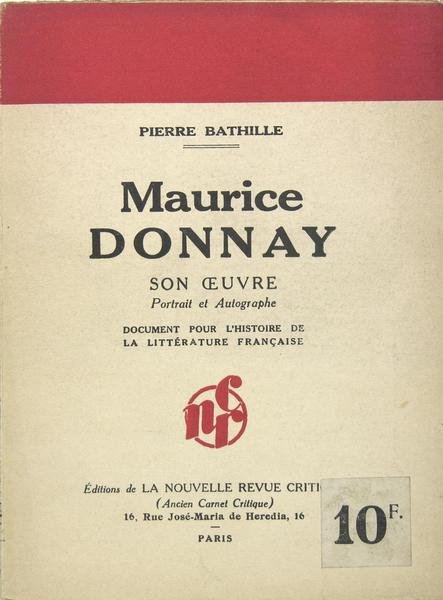 PIERRE BATHILLE
Maurice
DONNAY
SON ŒUVRE
Portrait et Autographe
DOCUMENT POUR L'HISTOIRE DE
LA LITTÉRATURE FRANÇAISE
nrc
Éditions de LA NOUVELLE REVUE CRITI
(Ancien Carnet Critique)
16, Rue José-Maria de Heredia, 16
PARIS
10F.